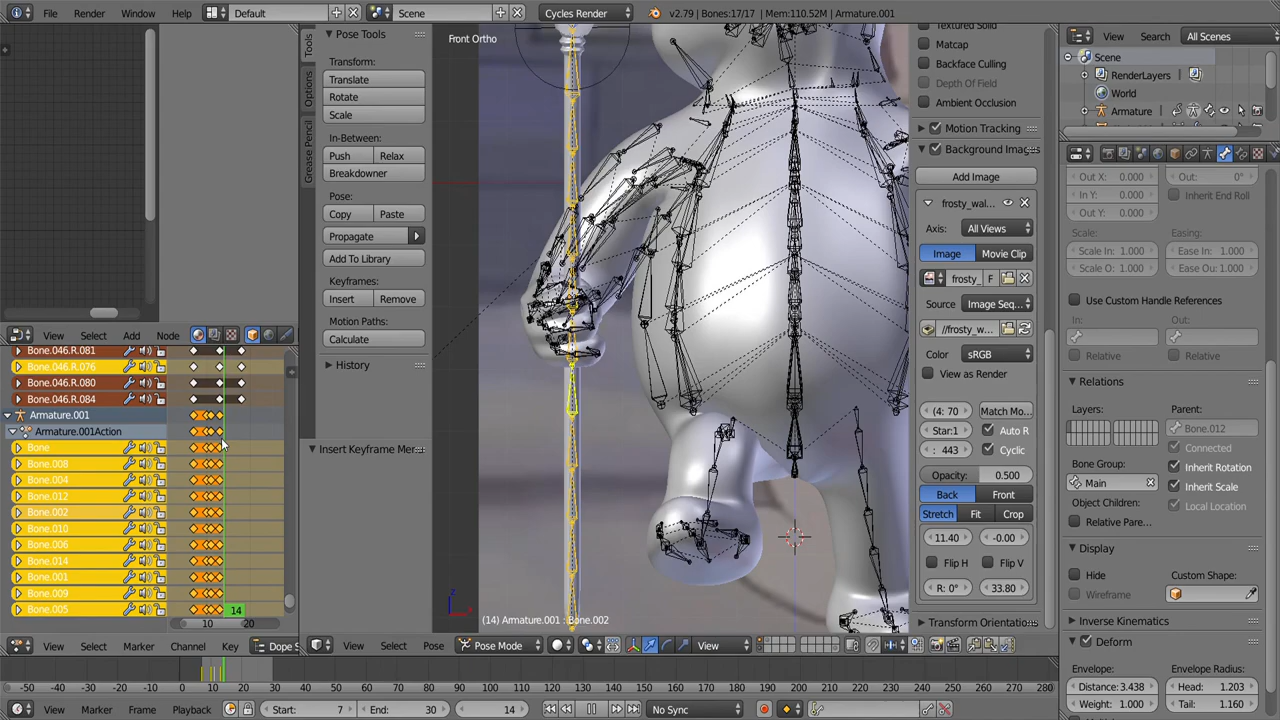 File Render Window Help Default Scene Cycles Render v2.79 | Bones:17/17 | Mem:110.52M | Armature.001
Front Ortho
Tools
Options
Grease Pencil
Pose Tools
Transform:
Translate
Rotate
Scale
In-Between:
Push Relax
Breakdowner
Pose:
Copy Paste
Propagate
Add To Library
Keyframes:
Insert Remove
Motion Paths:
Calculate
History
Insert Keyframe Me
View Select Add Node
Bone.046.R.081
Bone.046.R.076
Bone.046.R.080
Bone.046.R.084
Armature.001
Armature.001Action
Bone
Bone.008
Bone.004
Bone.012
Bone.002
Bone.010
Bone.006
Bone.014
Bone.001
Bone.009
Bone.005
14
10 20
View Select Marker Channel Key Dope S
(14) Armature.001 : Bone.002
View Select Pose Pose Mode View
Textured Solid
Matcap
Backface Culling
Depth Of Field
Ambient Occlusion
Motion Tracking
Background Images
Add Image
frosty_wal...
Axis: All Views
Image Movie Clip
frosty_ F
Source Image Seq...
//frosty_w...
Color sRGB
View as Render
(4: 70 Match Mo...
Star:1 Auto R
: 443 Cyclic
Opacity: 0.500
Back Front
Stretch Fit Crop
11.40 -0.00
Flip H Flip V
R: 0° 33.80
Transform Orientatio
View Search All Scenes
Scene
RenderLayers
World
Armature
Out X: 0.000 Out: 0°
In Y: 0.000 Inherit End Roll
Out Y: 0.000
Scale: Easing:
Scale In: 1.000 Ease In: 1.000
Scale O: 1.000 Ease Ou: 1.000
Use Custom Handle References
In: Out:
Relative Relative
Relations
Layers: Parent:
Bone.012
Connected
Bone Group: Inherit Rotation
Main Inherit Scale
Object Children: Local Location
Relative Pare...
Display
Hide Custom Shape:
Wireframe
Inverse Kinematics
Deform
Envelope: Envelope Radius:
Distance: 3.438 Head: 1.203
Weight: 1.000 Tail: 1.160
-50 -40 -30 -20 -10 0 10 20 30 40 50 60 70 80 90 100 110 120 130 140 150 160 170 180 190 200 210 220 230 240 250 260 270 280
View Marker Frame Playback Start: 7 End: 30 14 No Sync